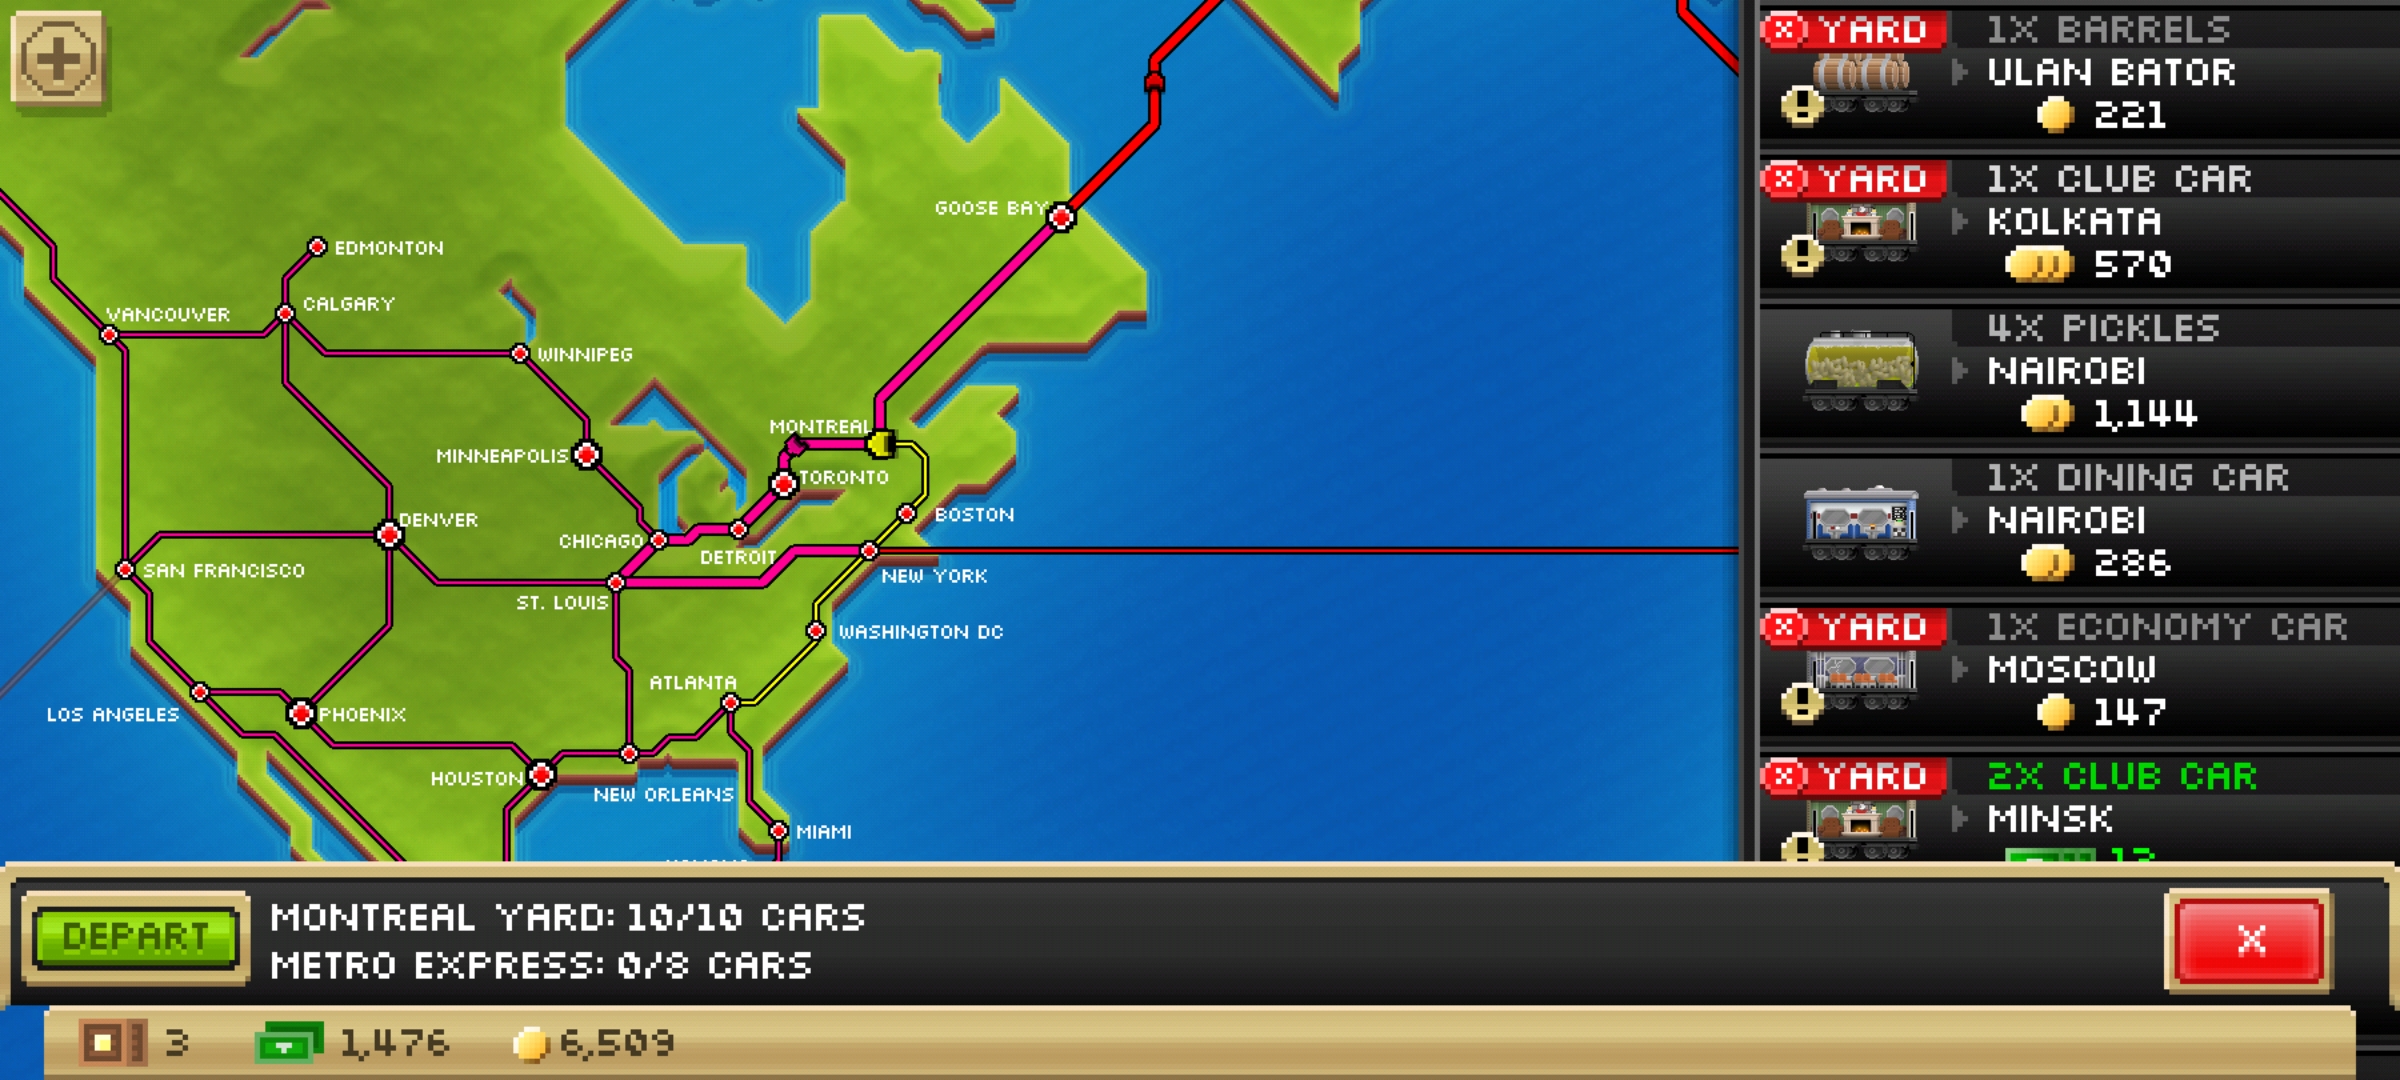 GOOSE BAY
EDMONTON
CALGARY
VANCOUVER
WINNIPEG
MONTREAL
MINNEAPOLIS
TORONTO
DENVER
BOSTON
CHICAGO
DETROIT
SAN FRANCISCO
NEW YORK
ST. LOUIS
WASHINGTON DC
ATLANTA
LOS ANGELES
PHOENIX
HOUSTON
NEW ORLEANS
MIAMI
YARD 1X BARRELS
ULAN BATOR
221
YARD 1X CLUB CAR
KOLKATA
570
4X PICKLES
NAIROBI
1,144
1X DINING CAR
NAIROBI
286
YARD 1X ECONOMY CAR
MOSCOW
147
YARD 2X CLUB CAR
MINSK
DEPART
MONTREAL YARD: 10/10 CARS
METRO EXPRESS: 0/8 CARS
X
3 1,476 6,509